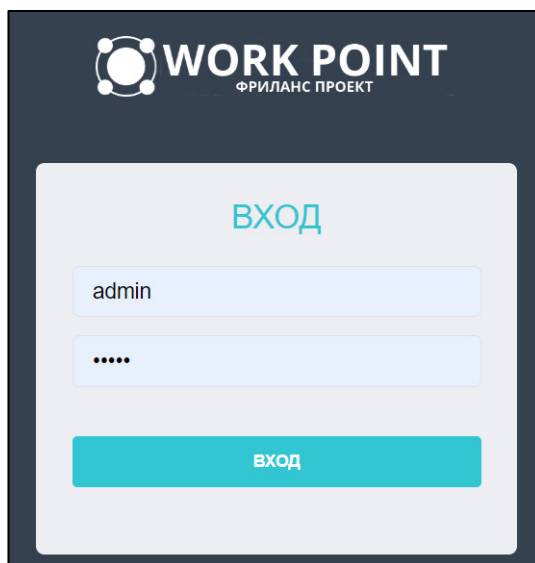 WORK POINT
ФРИЛАНС ПРОЕКТ
ВХОД
admin
•••••
ВХОД